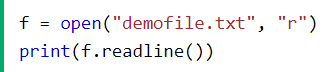 f = open("demofile.txt", "r")
print(f.readline())